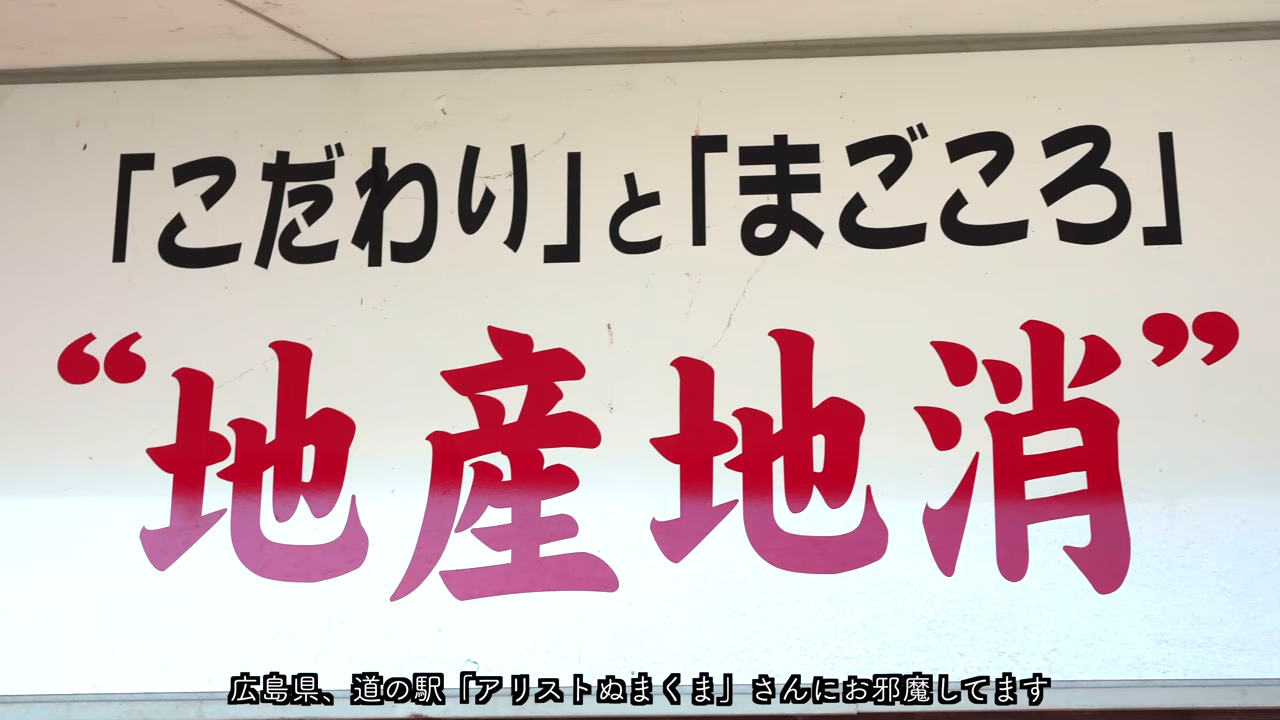 「こだわり」と「まごころ」
“地産地消”
広島県、道の駅「アリストぬまくま」さんにお邪魔してます